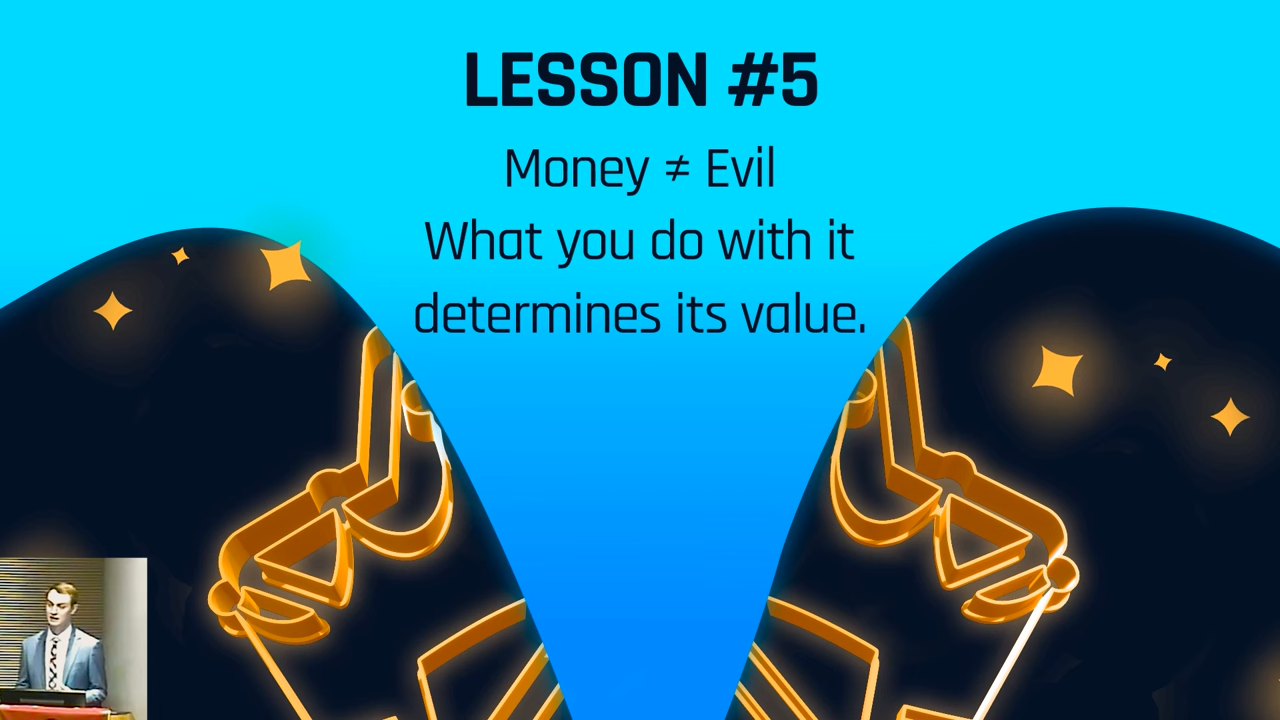 LESSON #5
Money ≠ Evil
What you do with it
determines its value.